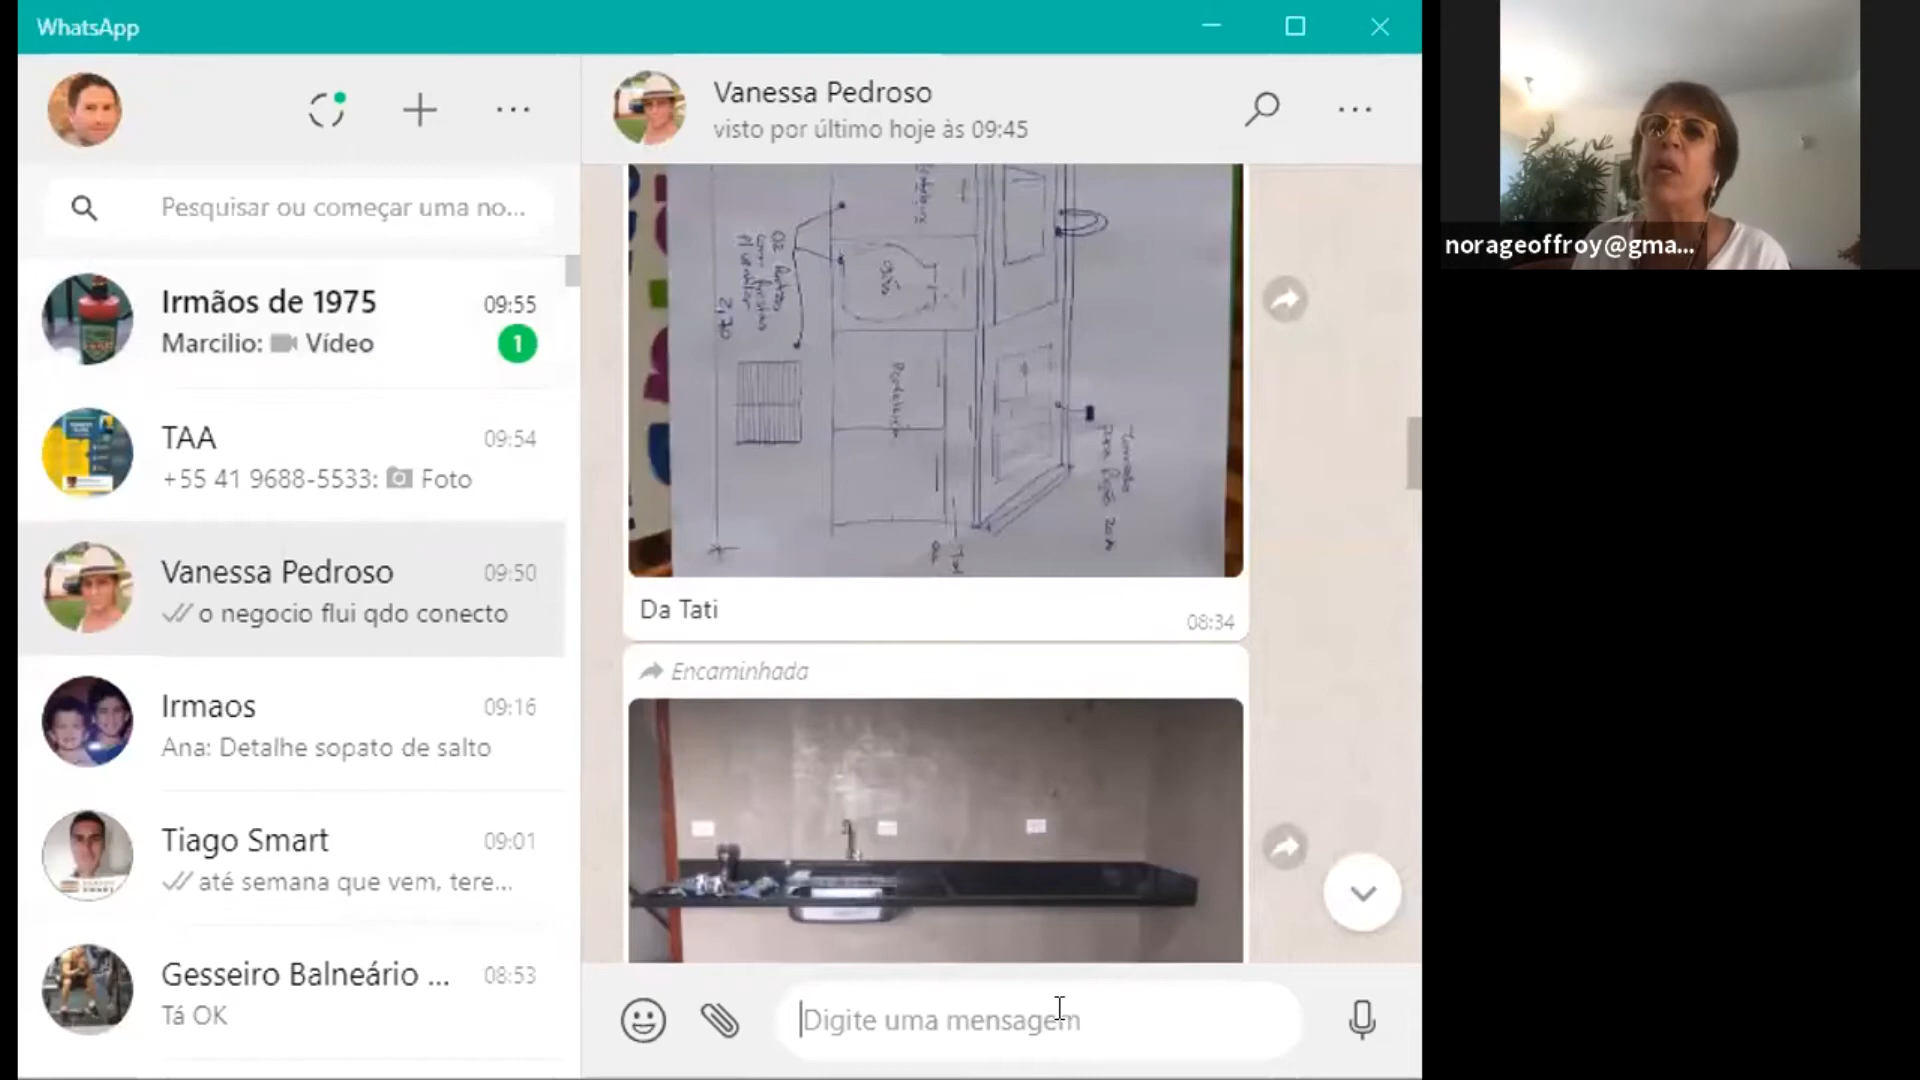 WhatsApp
Pesquisar ou começar uma no...
Irmãos de 1975
09:55
Marcilio: Vídeo
1
TAA
09:54
+55 41 9688-5533: Foto
Vanessa Pedroso
09:50
o negocio flui qdo conecto
Irmaos
09:16
Ana: Detalhe sopato de salto
Tiago Smart
09:01
até semana que vem, tere...
Gesseiro Balneário ...
08:53
Tá OK
Vanessa Pedroso
visto por último hoje às 09:45
2,70
Da Tati
08:34
Encaminhada
Digite uma mensagem
norageoffroy@gma...